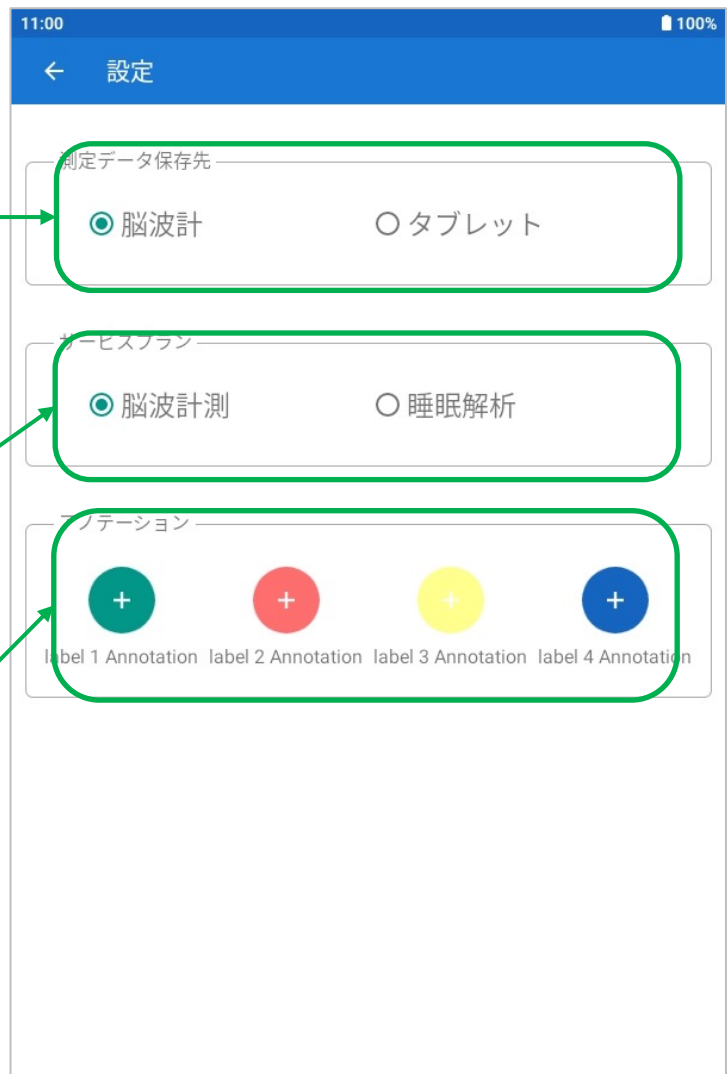 11:00 100%
設定
測定データ保存先
脳波計 タブレット
サービスプラン
脳波計測 睡眠解析
アノテーション
label 1 Annotation label 2 Annotation label 3 Annotation label 4 Annotation